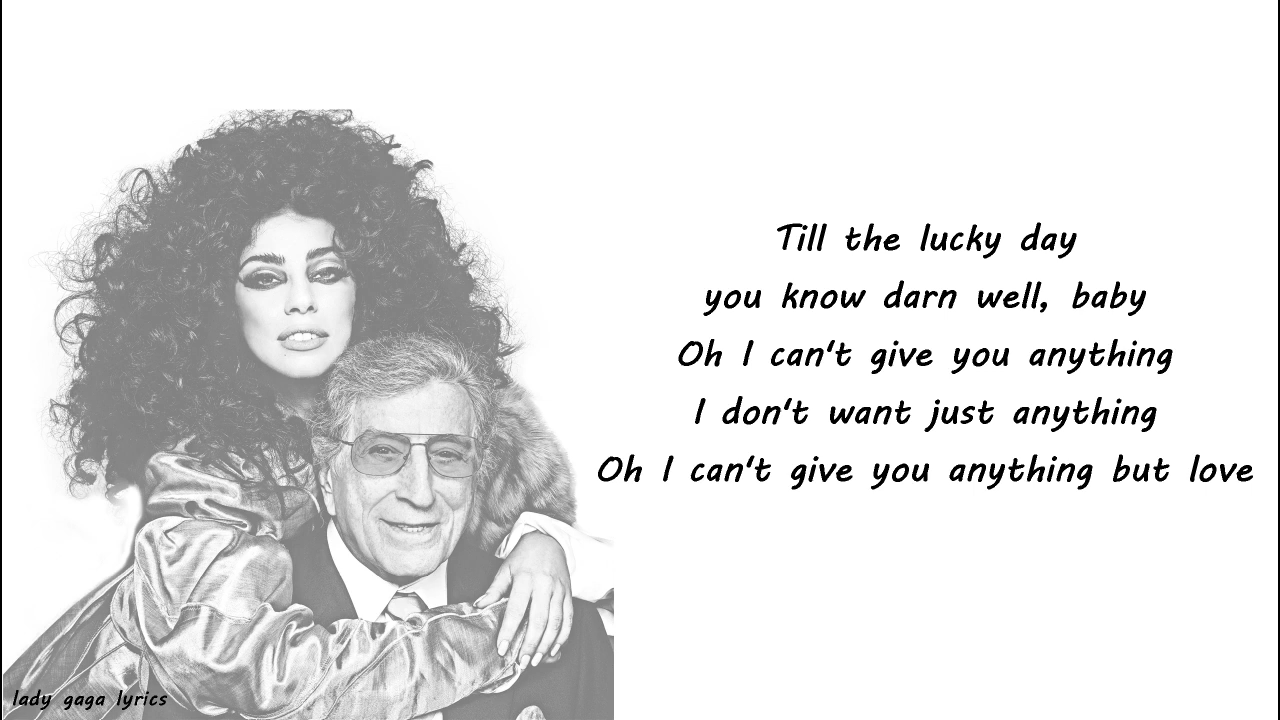 Till the lucky day
you know darn well, baby
Oh I can't give you anything
I don't want just anything
Oh I can't give you anything but love
lady gaga lyrics